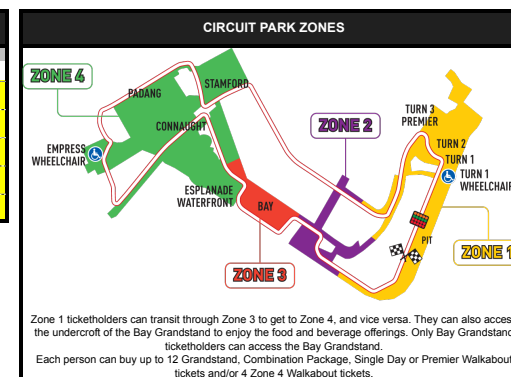 CIRCUIT PARK ZONES
ZONE 4
PADANG
STAMFORD
CONNAUGHT
EMPRESS
WHEELCHAIR
ESPLANADE
WATERFRONT
BAY
ZONE 3
ZONE 2
TURN 3
PREMIER
TURN 2
TURN 1
TURN 1
WHEELCHAIR
PIT
ZONE 1
Zone 1 ticketholders can transit through Zone 3 to get to Zone 4, and vice versa. They can also acces
the undercroft of the Bay Grandstand to enjoy the food and beverage offerings. Only Bay Grandstand
ticketholders can access the Bay Grandstand.
Each person can buy up to 12 Grandstand, Combination Package, Single Day or Premier Walkabout
tickets and/or 4 Zone 4 Walkabout tickets.